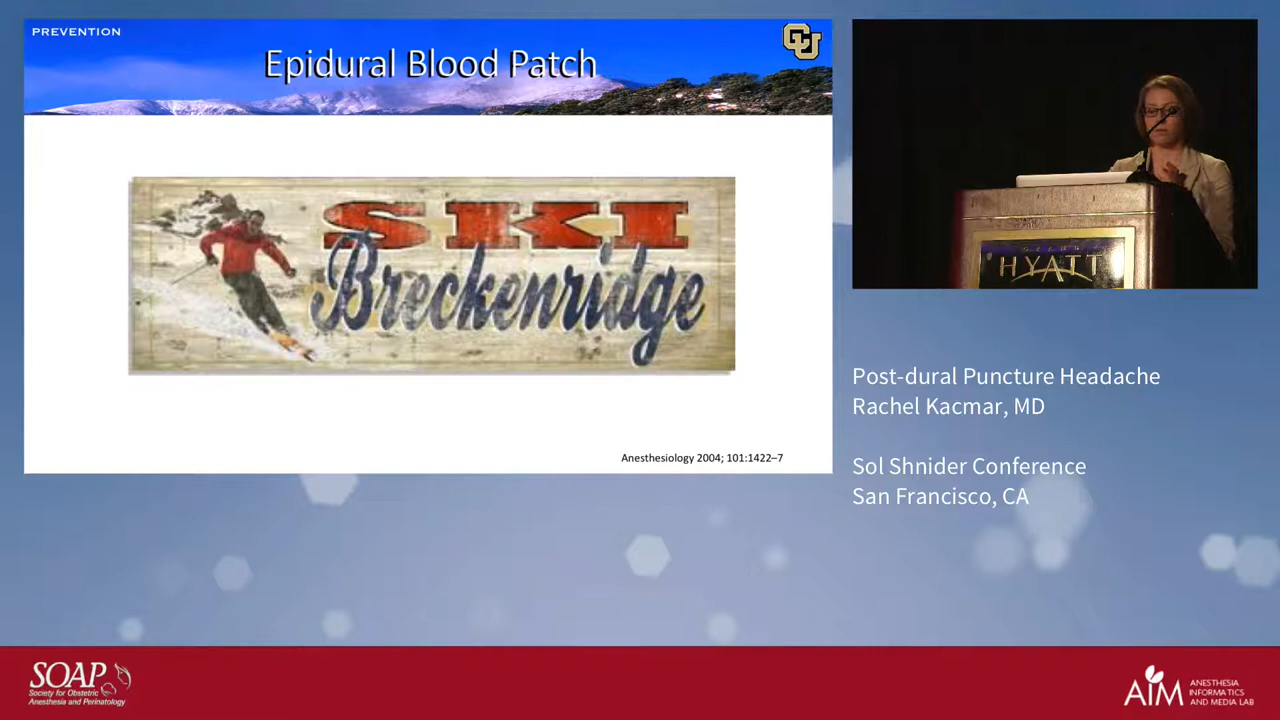 PREVENTION
CU
Epidural Blood Patch
SKI
Breckenridge
Anesthesiology 2004; 101:1422–7
HYATT
Post-dural Puncture Headache
Rachel Kacmar, MD
Sol Shnider Conference
San Francisco, CA
SOAP
Society for Obstetric
Anesthesia and Perinatology
AIM
ANESTHESIA
INFORMATICS
AND MEDIA LAB